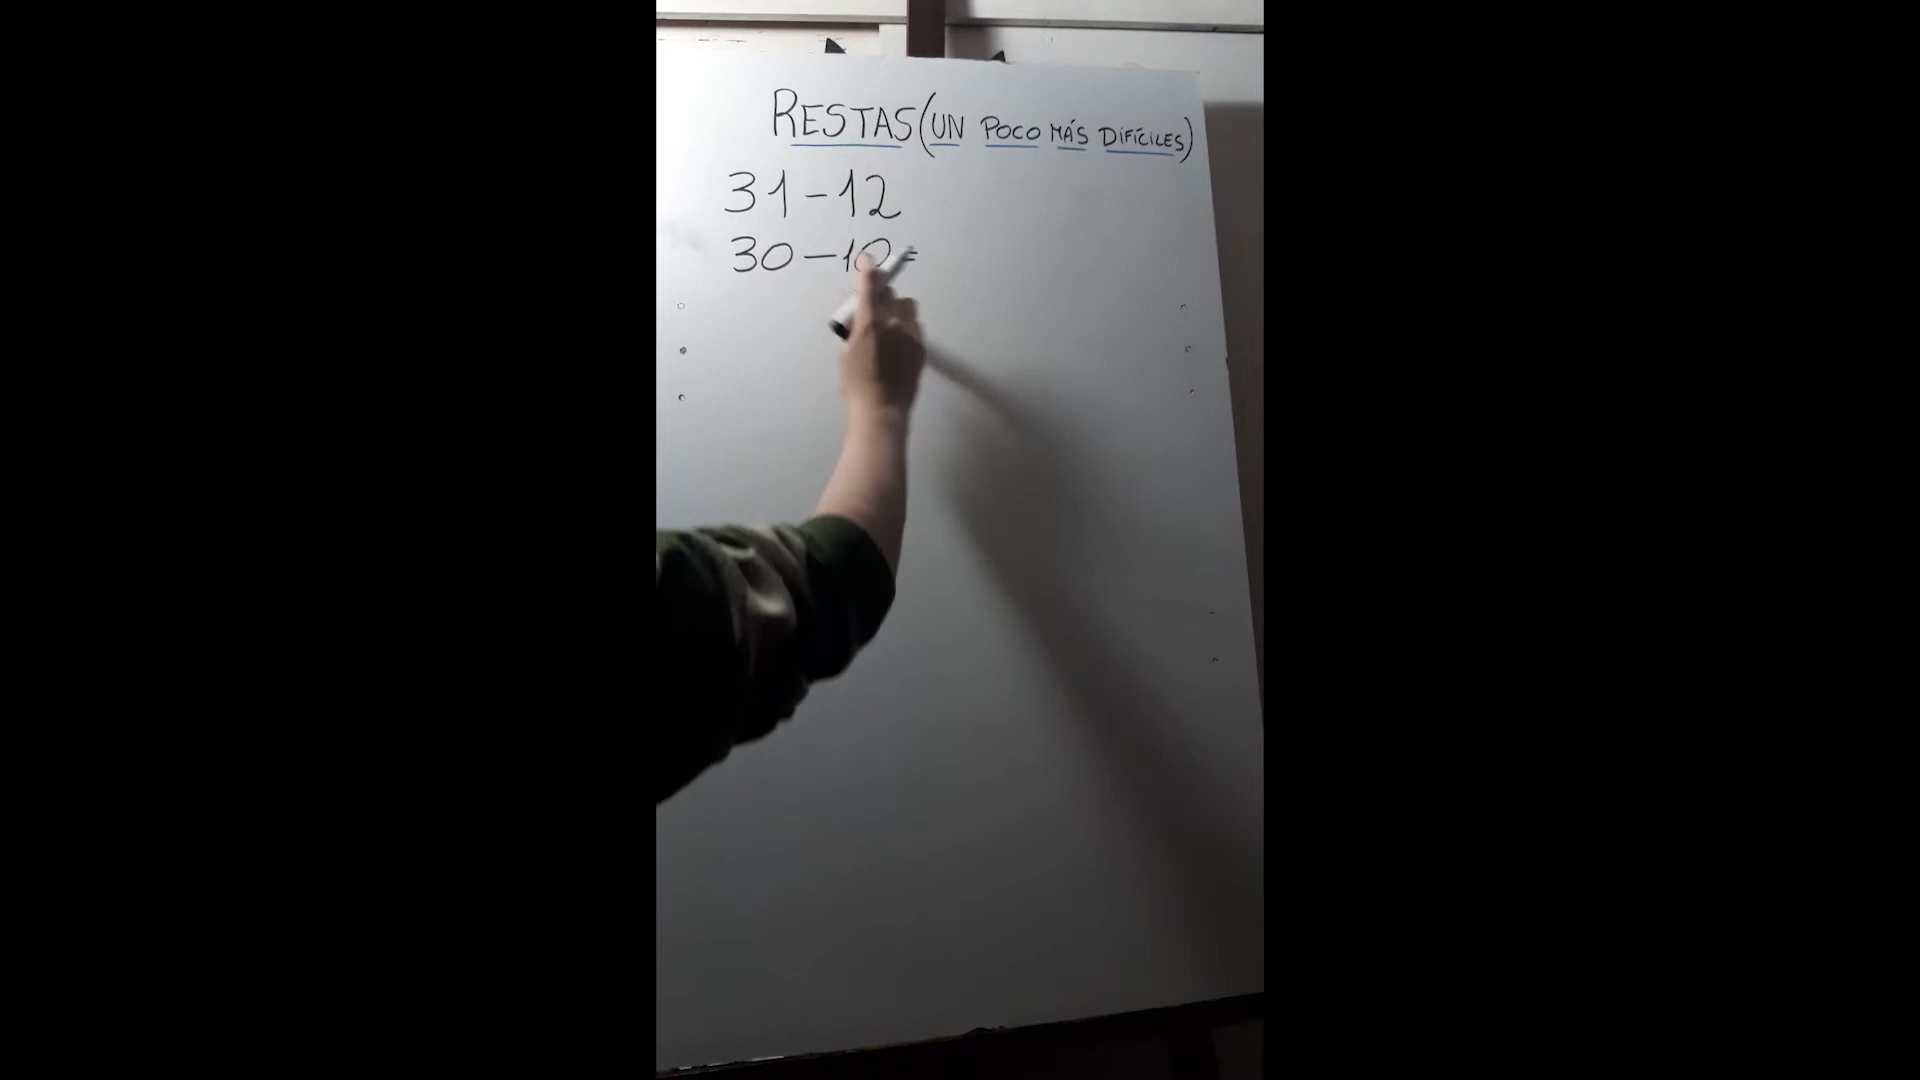 RESTAS (UN POCO MÁS DIFÍCILES)
31-12
30-10=